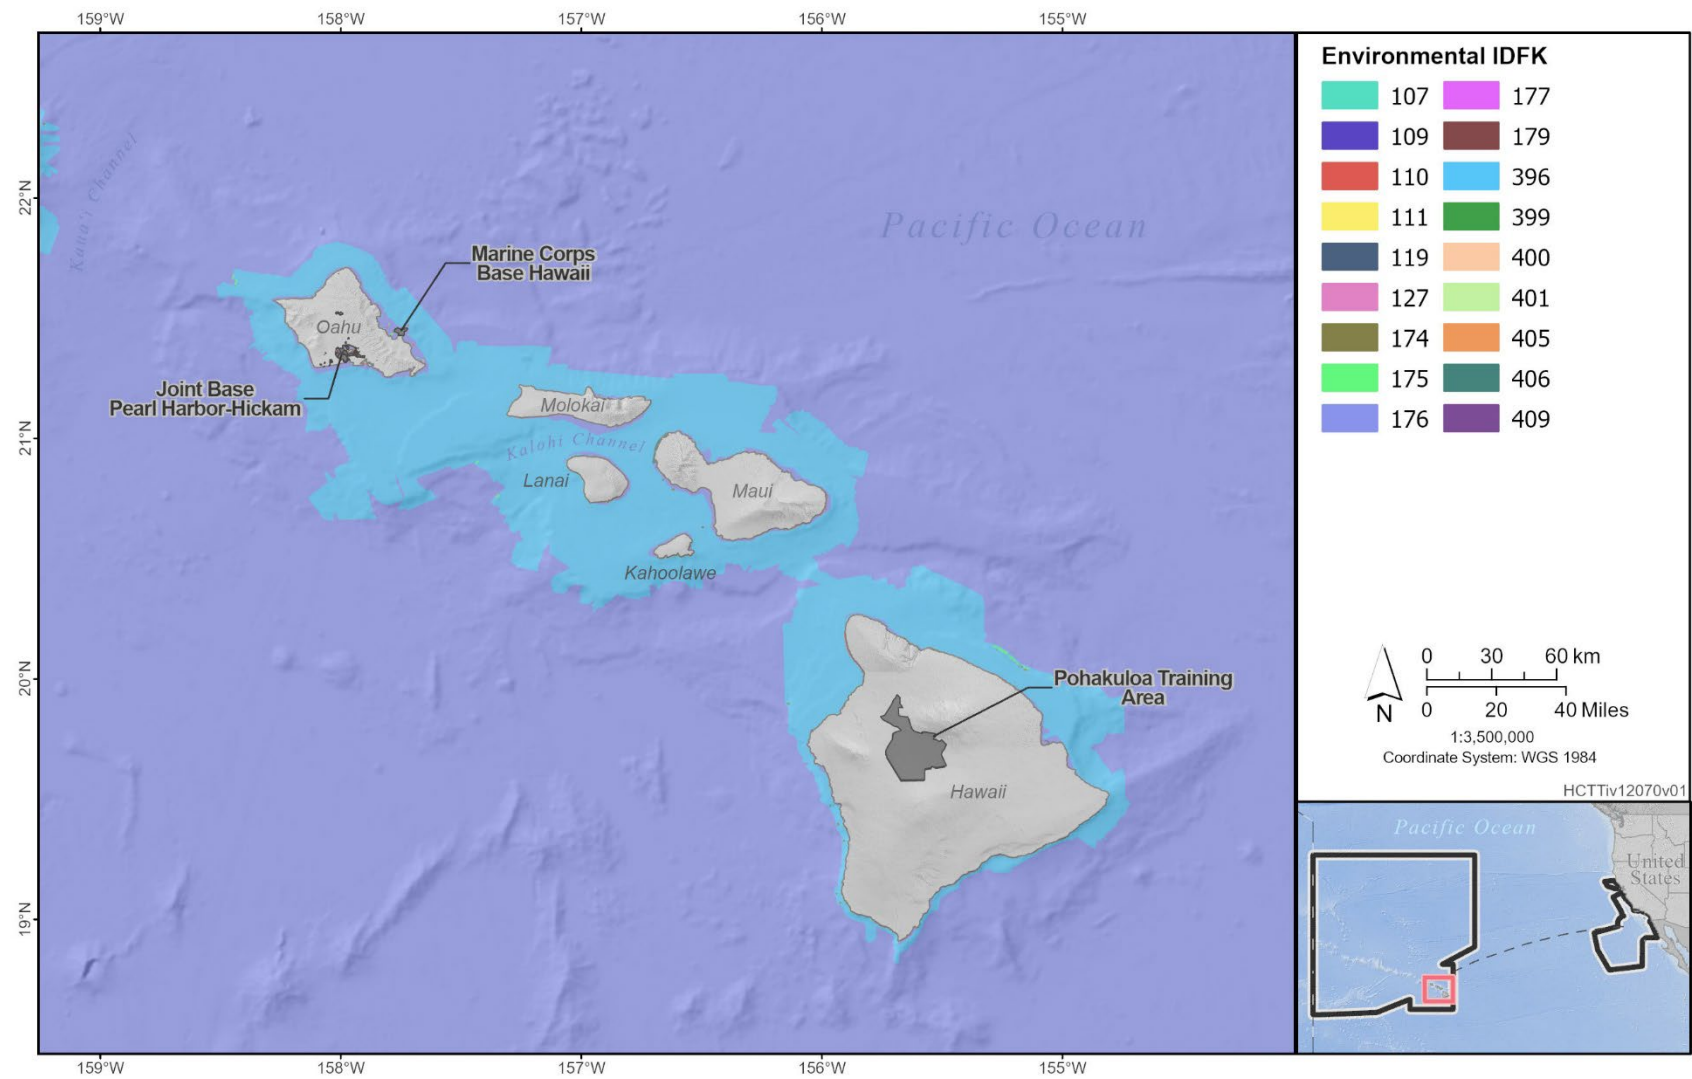 159°W 158°W 157°W 156°W 155°W
22°N
21°N
20°N
19°N
Kaua'i Channel
Pacific Ocean
Marine Corps
Base Hawaii
Oahu
Joint Base
Pearl Harbor-Hickam
Molokai
Kalohi Channel
Lanai
Maui
Kahoolawe
Pohakuloa Training
Area
Hawaii
159°W 158°W 157°W 156°W 155°W
Environmental IDFK
107 177
109 179
110 396
111 399
119 400
127 401
174 405
175 406
176 409
N
0 30 60 km
0 20 40 Miles
1:3,500,000
Coordinate System: WGS 1984
HCTTiv12070v01
Pacific Ocean
United
States